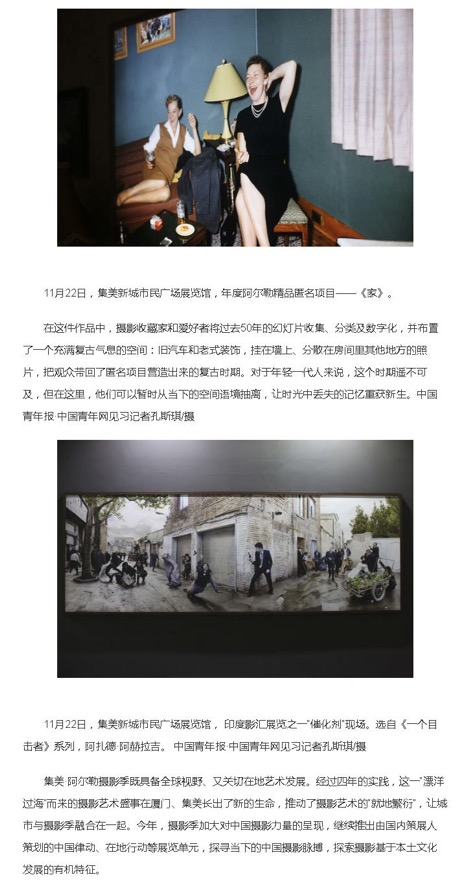 11月22日，集美新城市民广场展览馆，年度阿尔勒精品匿名项目——《家》。
在这件作品中，摄影收藏家和爱好者将过去50年的幻灯片收集、分类及数字化，并布置
了一个充满复古气息的空间：旧汽车和老式装饰，挂在墙上、分散在房间里其他地方的照
片，把观众带回了匿名项目营造出来的复古时期。对于年轻一代人来说，这个时期遥不可
及，但在这里，他们可以暂时从当下的空间语境抽离，让时光中丢失的记忆重获新生。中国
青年报·中国青年网见习记者孔斯琪/摄
11月22日，集美新城市民广场展览馆， 印度影汇展览之一“催化剂”现场。选自《一个目
击者》系列，阿扎德·阿赫拉吉。 中国青年报·中国青年网见习记者孔斯琪/摄
集美·阿尔勒摄影季既具备全球视野、又关切在地艺术发展。经过四年的实践，这一“漂洋
过海”而来的摄影艺术盛事在厦门、集美长出了新的生命，推动了摄影艺术的“就地繁衍”，让城
市与摄影季融合在一起。今年，摄影季加大对中国摄影力量的呈现，继续推出由国内策展人
策划的中国律动、在地行动等展览单元，探寻当下的中国摄影脉搏，探索摄影基于本土文化
发展的有机特征。